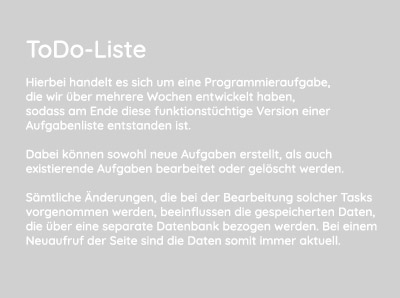 ToDo-Liste
Hierbei handelt es sich um eine Programmieraufgabe,
die wir über mehrere Wochen entwickelt haben,
sodass am Ende diese funktionstüchtige Version einer
Aufgabenliste entstanden ist.
Dabei können sowohl neue Aufgaben erstellt, als auch
existierende Aufgaben bearbeitet oder gelöscht werden.
Sämtliche Änderungen, die bei der Bearbeitung solcher Tasks
vorgenommen werden, beeinflussen die gespeicherten Daten,
die über eine separate Datenbank bezogen werden. Bei einem
Neuaufruf der Seite sind die Daten somit immer aktuell.